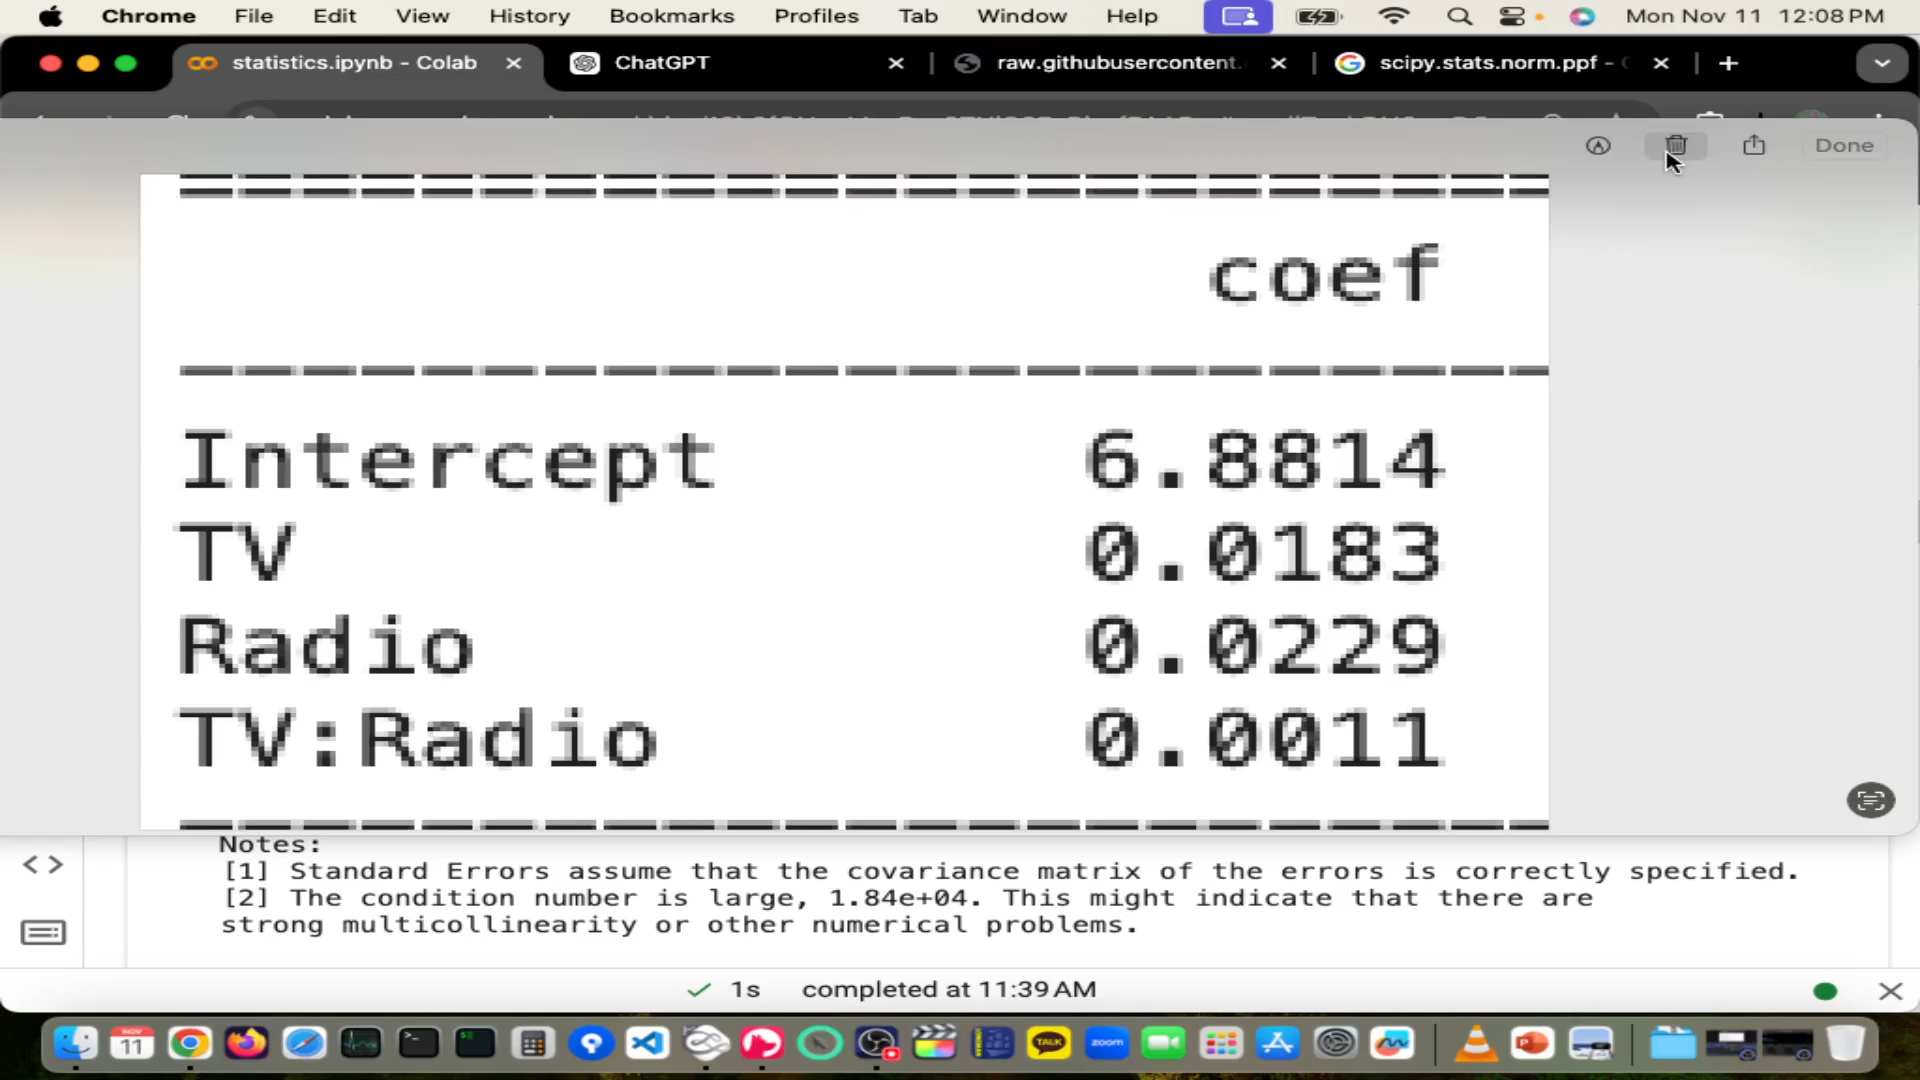 Chrome File Edit View History Bookmarks Profiles Tab Window Help Mon Nov 11 12:08 PM
statistics.ipynb - Colab ChatGPT raw.githubusercontent. scipy.stats.norm.ppf -
Done
coef
Intercept 6.8814
TV 0.0183
Radio 0.0229
TV:Radio 0.0011
Notes:
[1] Standard Errors assume that the covariance matrix of the errors is correctly specified.
[2] The condition number is large, 1.84e+04. This might indicate that there are
strong multicollinearity or other numerical problems.
1s completed at 11:39 AM
NOV
11
TALK
zoom